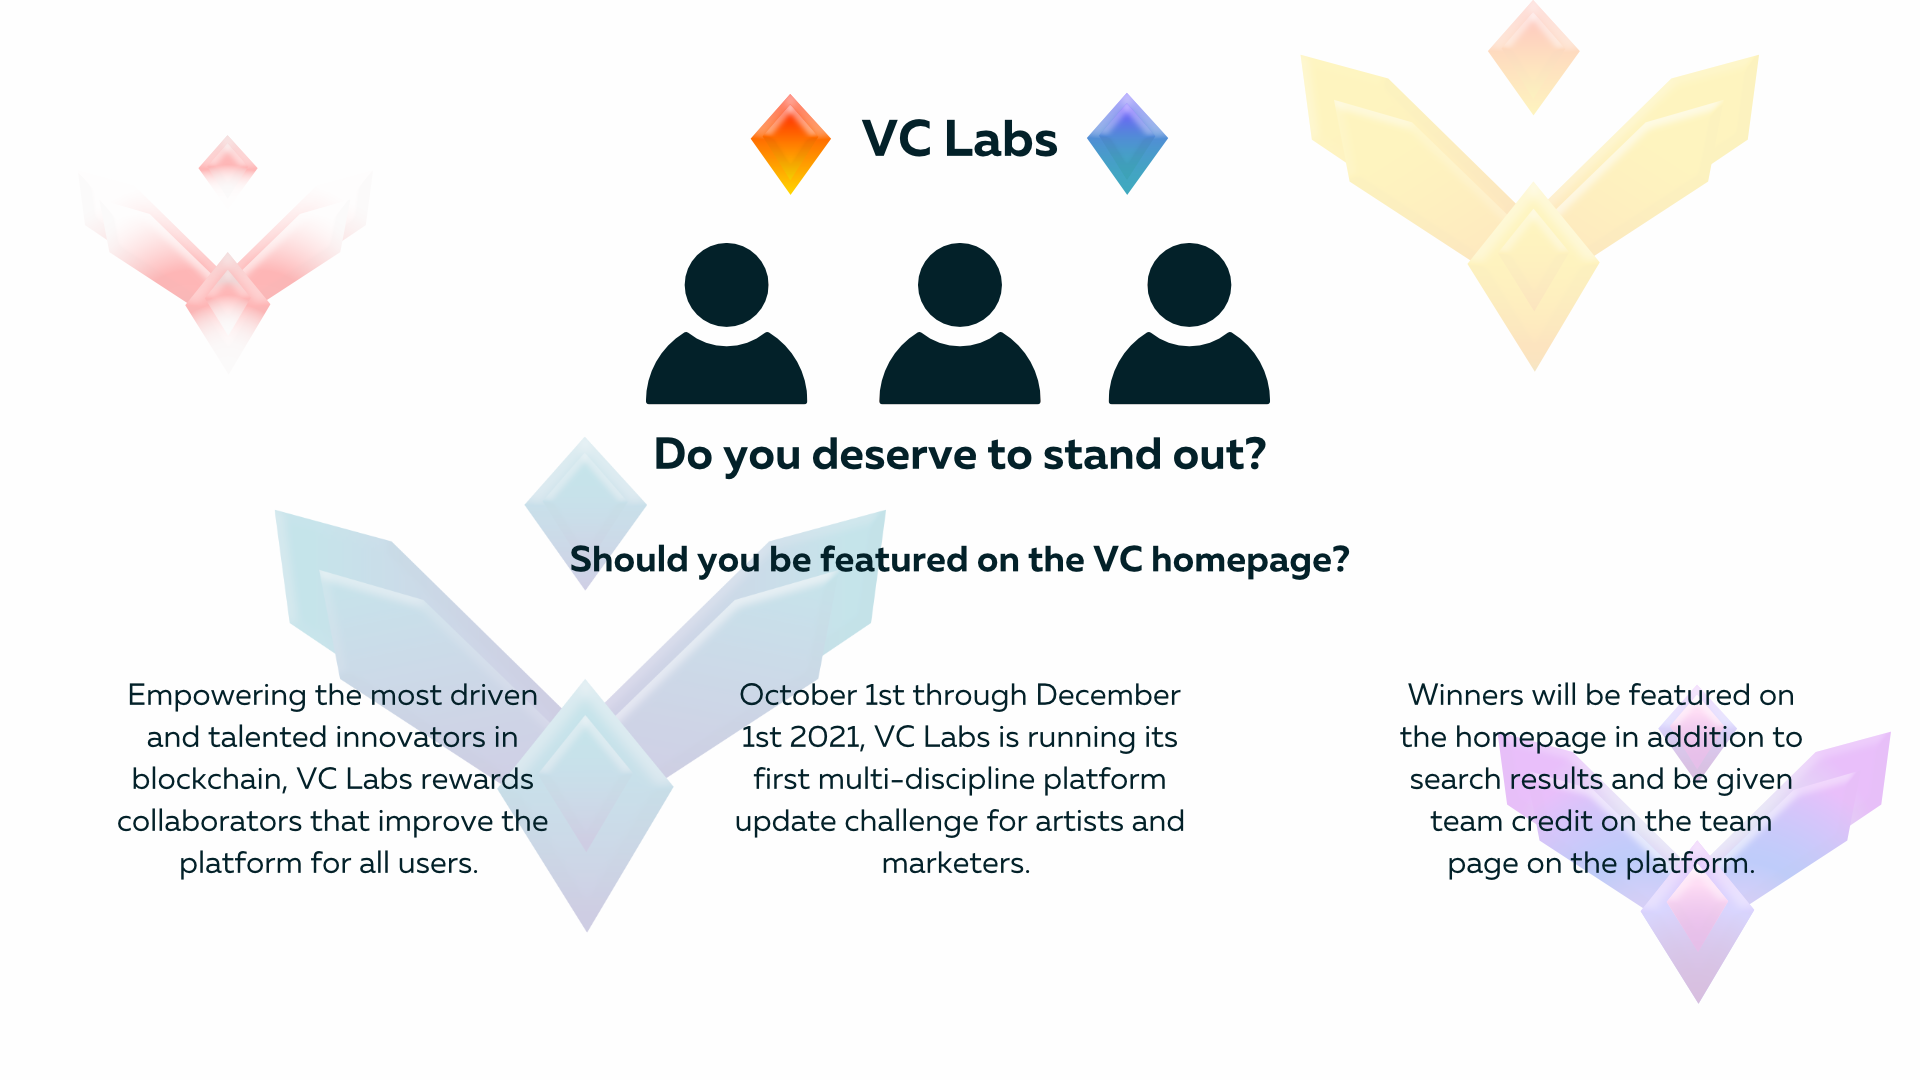 VC Labs
Do you deserve to stand out?
Should you be featured on the VC homepage?
Empowering the most driven
and talented innovators in
blockchain, VC Labs rewards
collaborators that improve the
platform for all users.
October 1st through December
1st 2021, VC Labs is running its
first multi-discipline platform
update challenge for artists and
marketers.
Winners will be featured on
the homepage in addition to
search results and be given
team credit on the team
page on the platform.